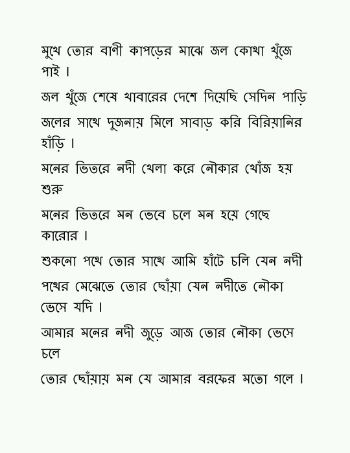 মুখে তোর বাণী কাপড়ের মাঝে জল কোথা খুঁজে
পাই ।
জল খুঁজে শেষে খাবারের দেশে দিয়েছি সেদিন পাড়ি
জলের সাথে দুজনায় মিলে সাবাড় করি বিরিয়ানির
হাঁড়ি ।
মনের ভিতরে নদী খেলা করে নৌকার খোঁজ হয়
শুরু
মনের ভিতরে মন ভেবে চলে মন হয়ে গেছে
কারোর ।
শুকনো পথে তোর সাথে আমি হাঁটে চলি যেন নদী
পথের মেঝেতে তোর ছোঁয়া যেন নদীতে নৌকা
ভেসে যদি ।
আমার মনের নদী জুড়ে আজ তোর নৌকা ভেসে
চলে
তোর ছোঁয়ায় মন যে আমার বরফের মতো গলে ।